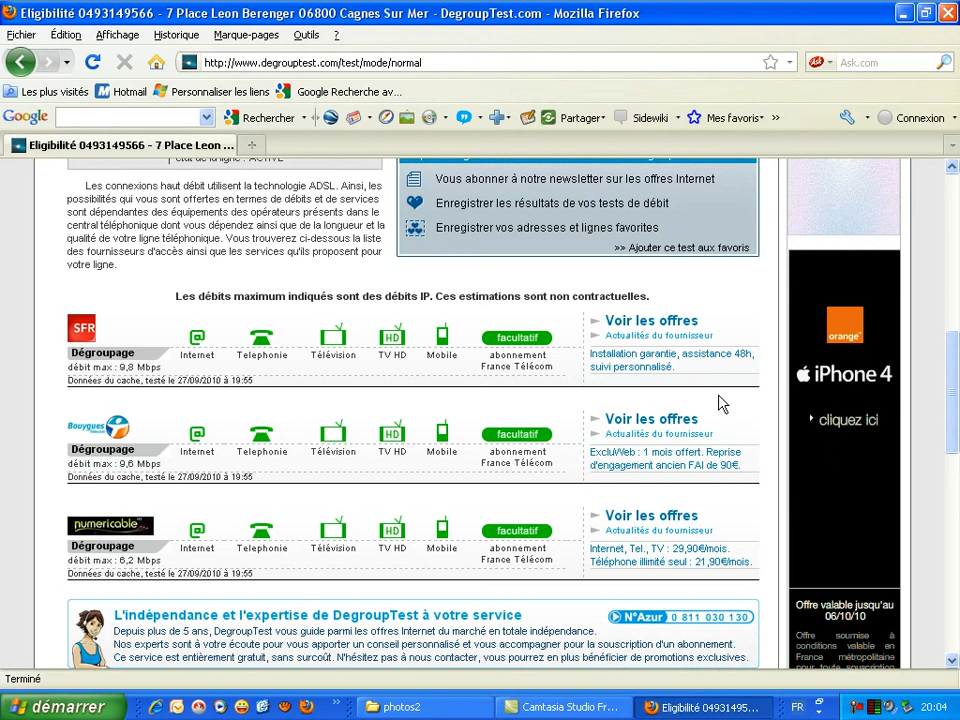 Eligibilité 0493149566 - 7 Place Leon Berenger 06800 Cagnes Sur Mer - DegroupTest.com - Mozilla Firefox
Fichier Édition Affichage Historique Marque-pages Outils ?
http://www.degrouptest.com/test/mode/normal
Ask.com
Les plus visités Hotmail Personnaliser les liens Google Recherche av...
Google Rechercher Partager Sidewiki Mes favoris Connexion
Eligibilité 0493149566 - 7 Place Leon ...
état de la ligne : ACTIVE
Les connexions haut débit utilisent la technologie ADSL. Ainsi, les
possibilités qui vous sont offertes en termes de débits et de services
sont dépendantes des équipements des opérateurs présents dans le
central téléphonique dont vous dépendez ainsi que de la longueur et la
qualité de votre ligne téléphonique. Vous trouverez ci-dessous la liste
des fournisseurs d'accès ainsi que les services qu'ils proposent pour
votre ligne.
Vous abonner à notre newsletter sur les offres Internet
Enregistrer les résultats de vos tests de débit
Enregistrer vos adresses et lignes favorites
>> Ajouter ce test aux favoris
Les débits maximum indiqués sont des débits IP. Ces estimations sont non contractuelles.
SFR
Dégroupage
débit max : 9,8 Mbps
Données du cache, testé le 27/09/2010 à 19:55
Internet Telephonie Télévision TV HD Mobile
HD
facultatif
abonnement
France Télécom
Voir les offres
Actualités du fournisseur
Installation garantie, assistance 48h,
suivi personnalisé.
Bouygues
Telecom
Dégroupage
débit max : 9,6 Mbps
Données du cache, testé le 27/09/2010 à 19:55
Internet Telephonie Télévision TV HD Mobile
HD
facultatif
abonnement
France Télécom
Voir les offres
Actualités du fournisseur
ExcluWeb : 1 mois offert. Reprise
d'engagement ancien FAI de 90€.
numericable
Dégroupage
débit max : 6,2 Mbps
Données du cache, testé le 27/09/2010 à 19:55
Internet Telephonie Télévision TV HD Mobile
HD
facultatif
abonnement
France Télécom
Voir les offres
Actualités du fournisseur
Internet, Tel., TV : 29,90€/mois.
Téléphone illimité seul : 21,90€/mois.
L'indépendance et l'expertise de DegroupTest à votre service
N°Azur 0 811 030 130
Depuis plus de 5 ans, DegroupTest vous guide parmi les offres Internet du marché en totale indépendance.
Nos experts sont à votre écoute pour vous apporter un conseil personnalisé et vous accompagner pour la souscription d'un abonnement.
Ce service est entièrement gratuit, sans surcoût. N'hésitez pas à nous contacter, vous pourrez en plus bénéficier de promotions exclusives.
orange
iPhone 4
cliquez ici
Offre valable jusqu'au
06/10/10
Offre soumise à
conditions valable en
France métropolitaine
pour toute souscription
Terminé
démarrer photos2 Camtasia Studio Fr... Eligibilité 04931495... FR 20:04